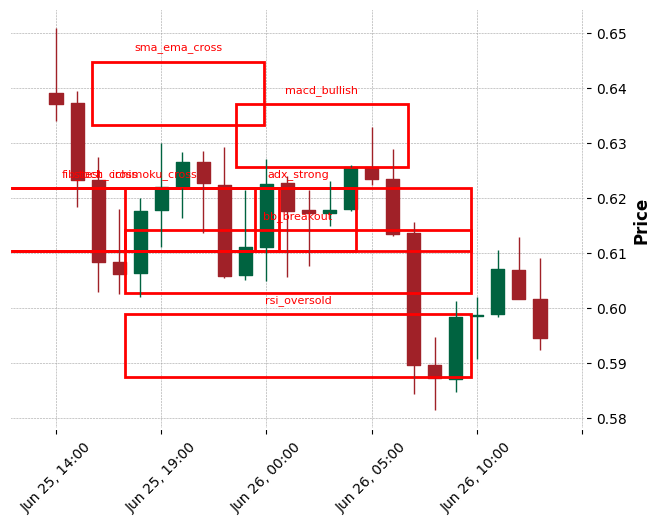 sma_ema_cross
macd_bullish
adx_strong
bb_breakout
rsi_oversold
0.65
0.64
0.63
0.62
0.61
0.60
0.59
0.58
Price
Jun 25, 14:00
Jun 25, 19:00
Jun 26, 00:00
Jun 26, 05:00
Jun 26, 10:00